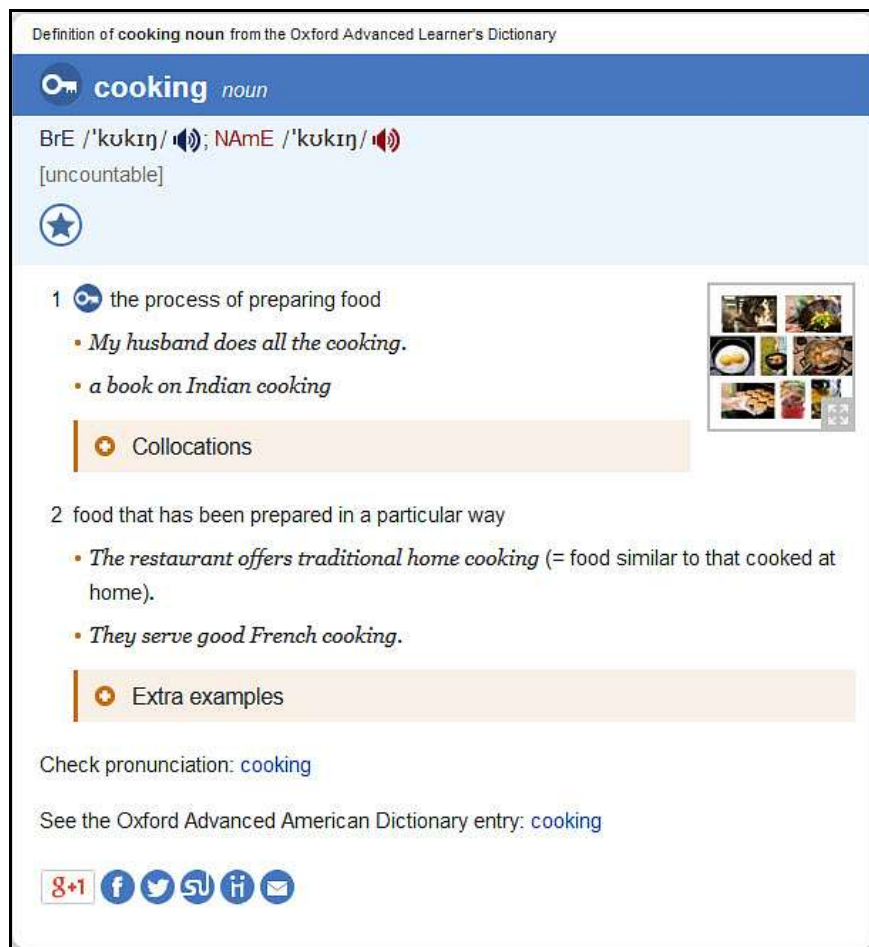 Definition of cooking noun from the Oxford Advanced Learner's Dictionary
cooking noun
BrE /ˈkʊkɪŋ/ ; NAmE /ˈkʊkɪŋ/
[uncountable]
1 the process of preparing food
• My husband does all the cooking.
• a book on Indian cooking
Collocations
2 food that has been prepared in a particular way
• The restaurant offers traditional home cooking (= food similar to that cooked at
home).
• They serve good French cooking.
Extra examples
Check pronunciation: cooking
See the Oxford Advanced American Dictionary entry: cooking
g+1